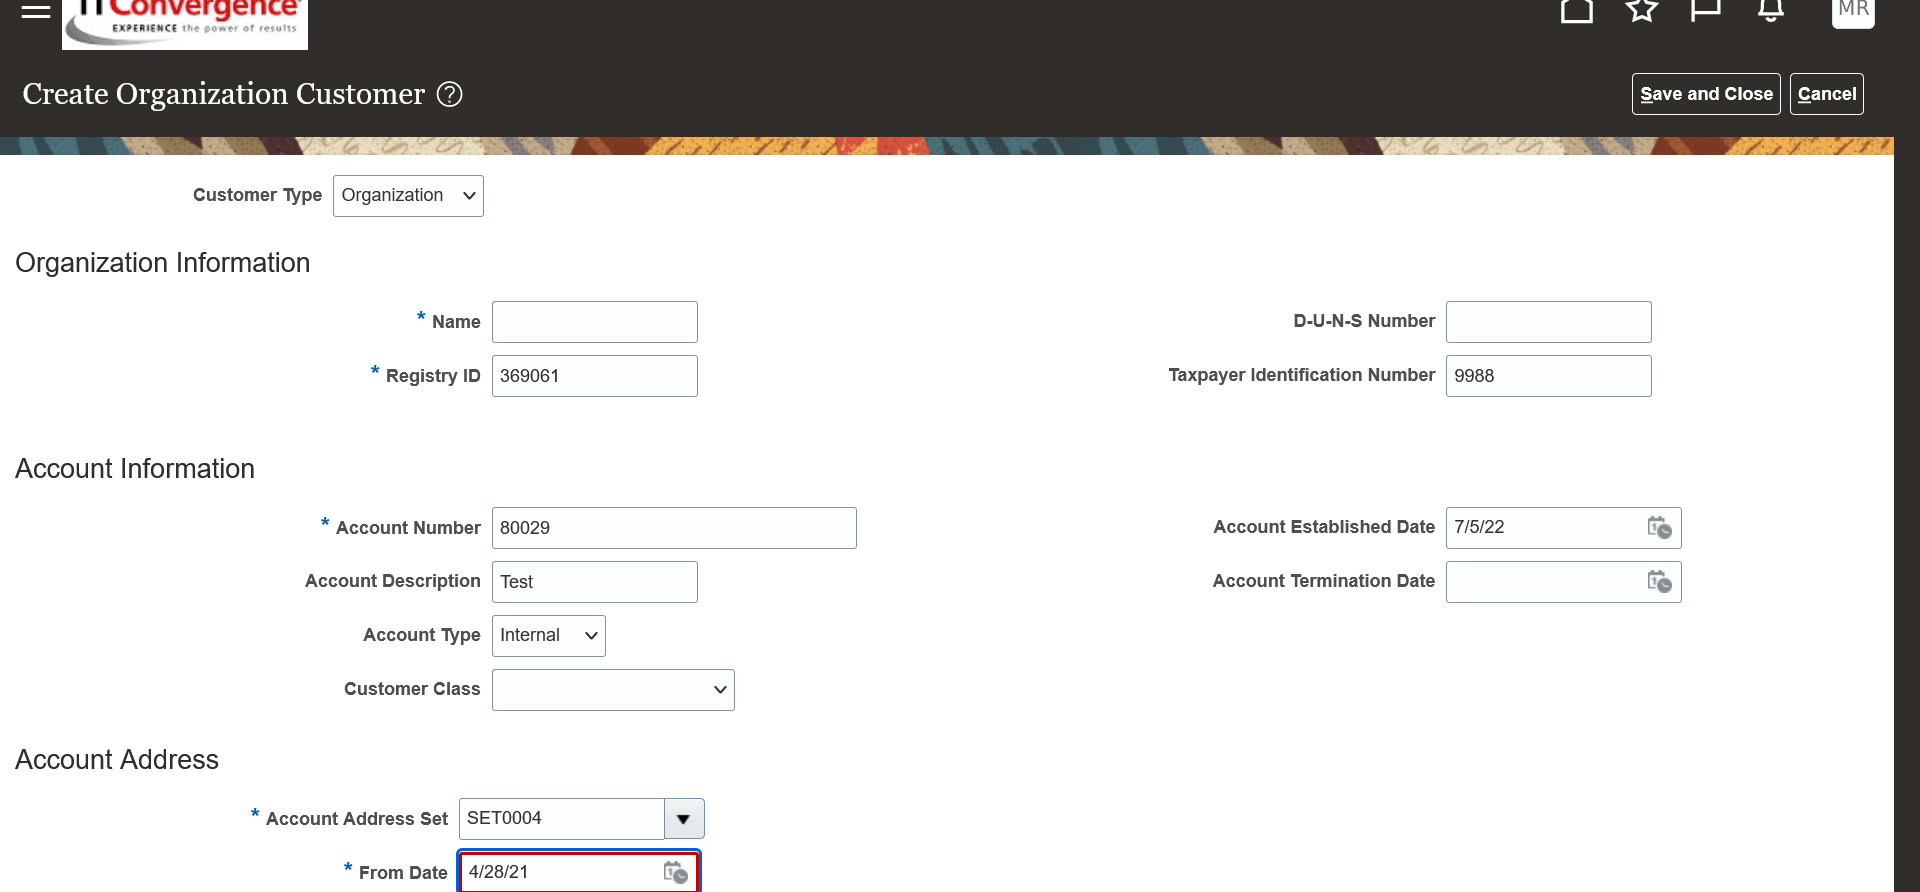 ITConvergence
EXPERIENCE the power of results
MR
Create Organization Customer ?
Save and Close Cancel
Customer Type Organization
Organization Information
* Name
D-U-N-S Number
* Registry ID 369061
Taxpayer Identification Number 9988
Account Information
* Account Number 80029
Account Established Date 7/5/22
Account Description Test
Account Termination Date
Account Type Internal
Customer Class
Account Address
* Account Address Set SET0004
* From Date 4/28/21